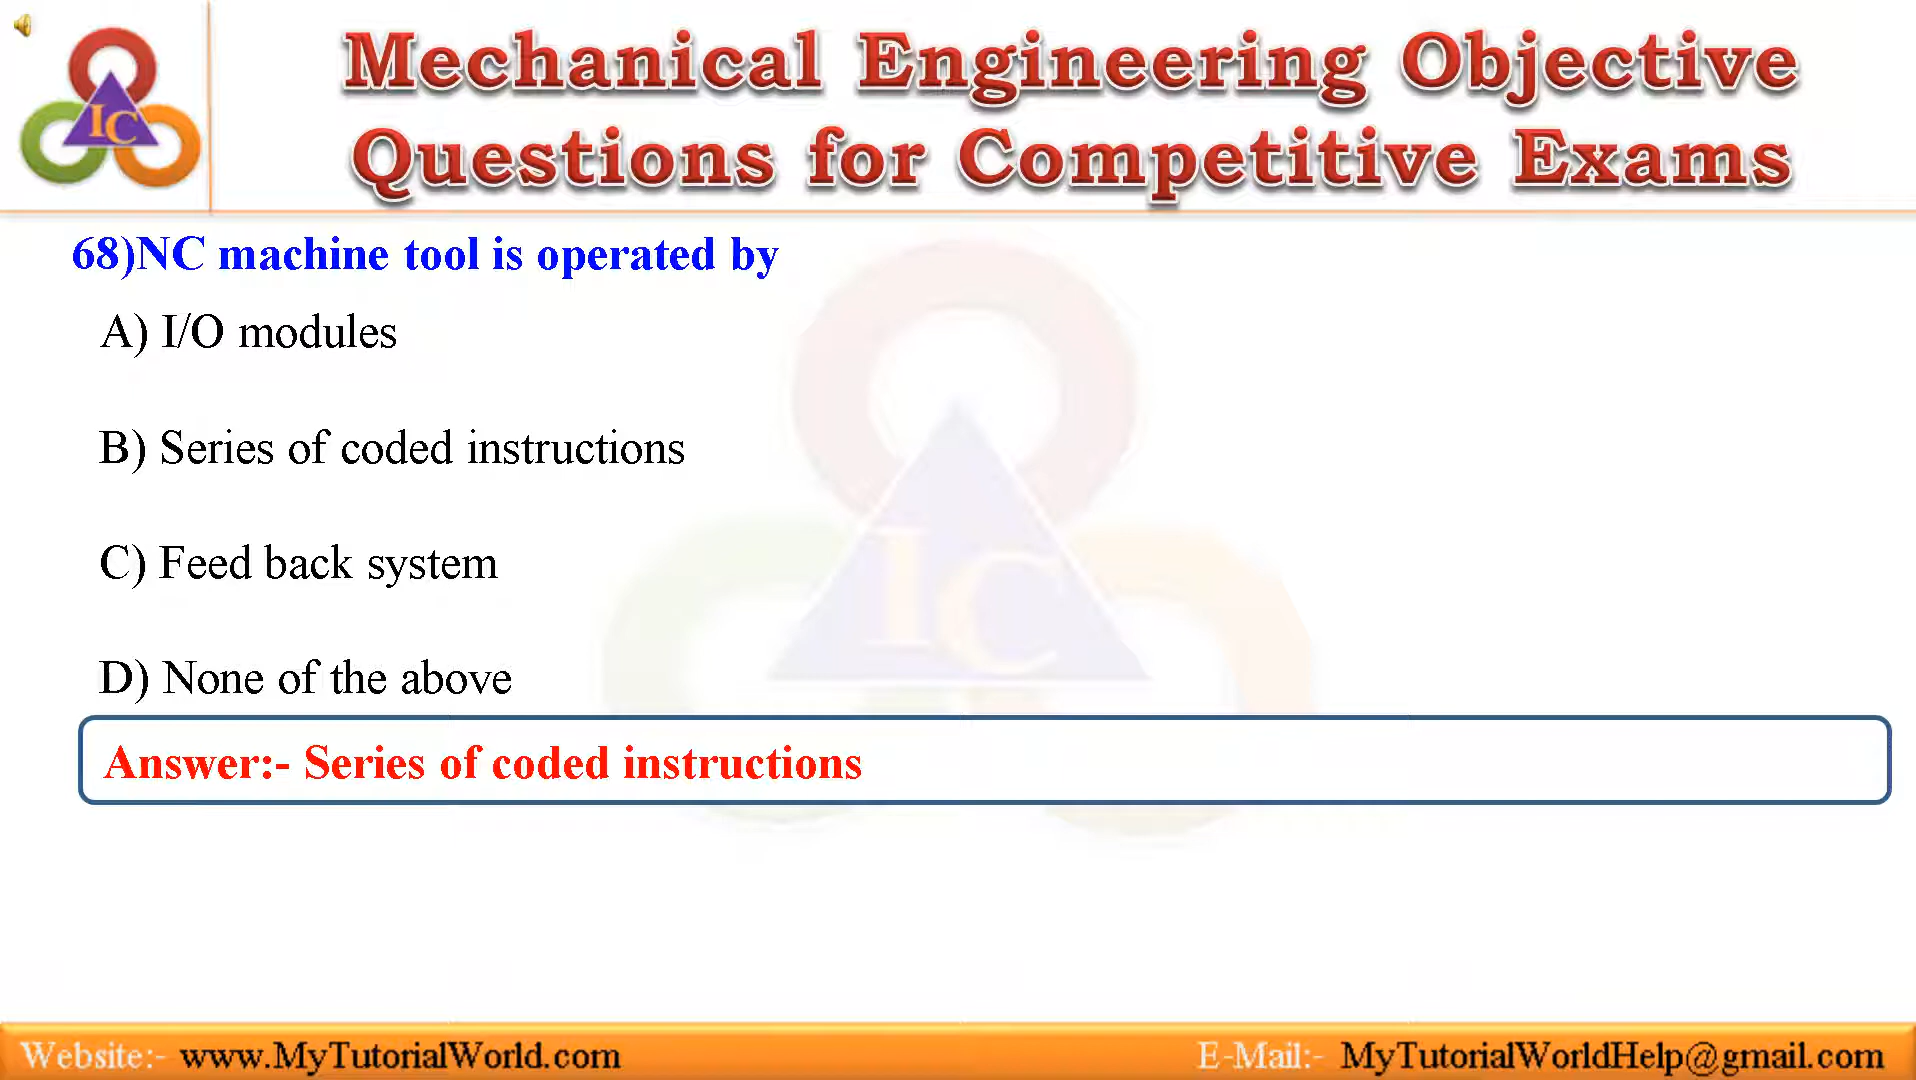 IC
Mechanical Engineering Objective
Questions for Competitive Exams
68)NC machine tool is operated by
A) I/O modules
B) Series of coded instructions
C) Feed back system
D) None of the above
Answer:- Series of coded instructions
IC
Website:- www.MyTutorialWorld.com
E-Mail:- MyTutorialWorldHelp@gmail.com